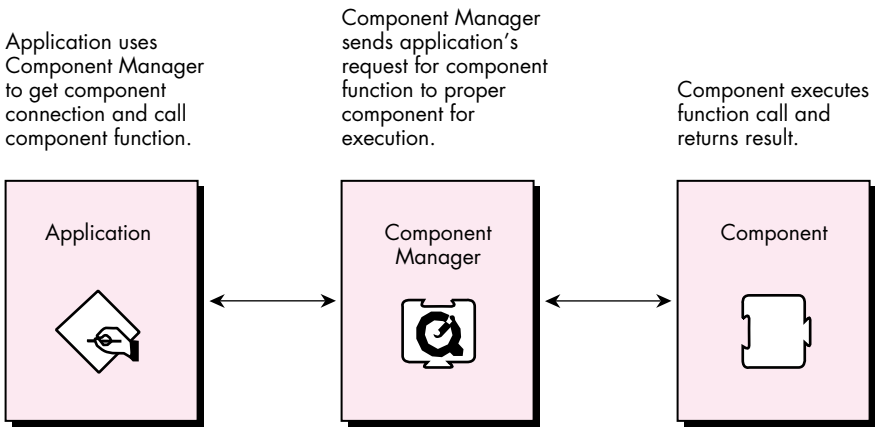 Application uses
Component Manager
to get component
connection and call
component function.
Component Manager
sends application’s
request for component
function to proper
component for
execution.
Component executes
function call and
returns result.
Application
Component
Manager
Component